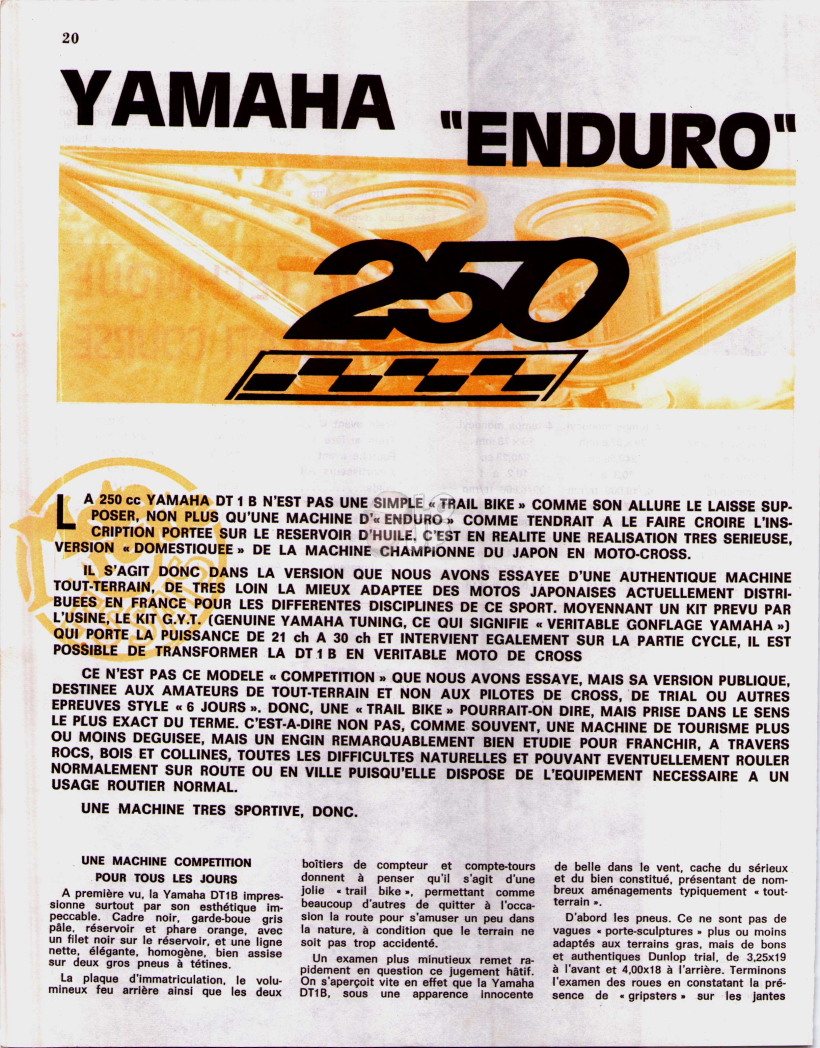 20
YAMAHA
"ENDURO"
250
LA 250 cc YAMAHA DT 1 B N'EST PAS UNE SIMPLE « TRAIL BIKE » COMME SON ALLURE LE LAISSE SUP-
POSER, NON PLUS QU'UNE MACHINE D'« ENDURO » COMME TENDRAIT A LE FAIRE CROIRE L'INS-
CRIPTION PORTEE SUR LE RESERVOIR D'HUILE. C'EST EN REALITE UNE REALISATION TRES SERIEUSE,
VERSION « DOMESTIQUEE » DE LA MACHINE CHAMPIONNE DU JAPON EN MOTO-CROSS.
IL S'AGIT DONC DANS LA VERSION QUE NOUS AVONS ESSAYEE D'UNE AUTHENTIQUE MACHINE
TOUT-TERRAIN, DE TRES LOIN LA MIEUX ADAPTEE DES MOTOS JAPONAISES ACTUELLEMENT DISTRI-
BUEES EN FRANCE POUR LES DIFFERENTES DISCIPLINES DE CE SPORT. MOYENNANT UN KIT PREVU PAR
L'USINE, LE KIT G.Y.T. (GENUINE YAMAHA TUNING, CE QUI SIGNIFIE « VERITABLE GONFLAGE YAMAHA »)
QUI PORTE LA PUISSANCE DE 21 ch A 30 ch ET INTERVIENT EGALEMENT SUR LA PARTIE CYCLE, IL EST
POSSIBLE DE TRANSFORMER LA DT 1 B EN VERITABLE MOTO DE CROSS
CE N'EST PAS CE MODELE « COMPETITION » QUE NOUS AVONS ESSAYE, MAIS SA VERSION PUBLIQUE,
DESTINEE AUX AMATEURS DE TOUT-TERRAIN ET NON AUX PILOTES DE CROSS, DE TRIAL OU AUTRES
EPREUVES STYLE « 6 JOURS ». DONC, UNE « TRAIL BIKE » POURRAIT-ON DIRE, MAIS PRISE DANS LE SENS
LE PLUS EXACT DU TERME. C'EST-A-DIRE NON PAS, COMME SOUVENT, UNE MACHINE DE TOURISME PLUS
OU MOINS DEGUISEE, MAIS UN ENGIN REMARQUABLEMENT BIEN ETUDIE POUR FRANCHIR, A TRAVERS
ROCS, BOIS ET COLLINES, TOUTES LES DIFFICULTES NATURELLES ET POUVANT EVENTUELLEMENT ROULER
NORMALEMENT SUR ROUTE OU EN VILLE PUISQU'ELLE DISPOSE DE L'EQUIPEMENT NECESSAIRE A UN
USAGE ROUTIER NORMAL.
UNE MACHINE TRES SPORTIVE, DONC.
UNE MACHINE COMPETITION
POUR TOUS LES JOURS
A première vu, la Yamaha DT1B impres-
sionne surtout par son esthétique im-
peccable. Cadre noir, garde-boue gris
pâle, réservoir et phare orange, avec
un filet noir sur le réservoir, et une ligne
nette, élégante, homogène, bien assise
sur deux gros pneus à tétines.
La plaque d'immatriculation, le volu-
mineux feu arrière ainsi que les deux
boîtiers de compteur et compte-tours
donnent à penser qu'il s'agit d'une
jolie « trail bike », permettant comme
beaucoup d'autres de quitter à l'occa-
sion la route pour s'amuser un peu dans
la nature, à condition que le terrain ne
soit pas trop accidenté.
Un examen plus minutieux remet ra-
pidement en question ce jugement hâtif.
On s'aperçoit vite en effet que la Yamaha
DT1B, sous une apparence innocente
de belle dans le vent, cache du sérieux
et du bien constitué, présentant de nom-
breux aménagements typiquement « tout-
terrain ».
D'abord les pneus. Ce ne sont pas de
vagues « porte-sculptures » plus ou moins
adaptés aux terrains gras, mais de bons
et authentiques Dunlop trial, de 3,25x19
à l'avant et 4,00x18 à l'arrière. Terminons
l'examen des roues en constatant la pré-
sence de « gripsters » sur les jantes